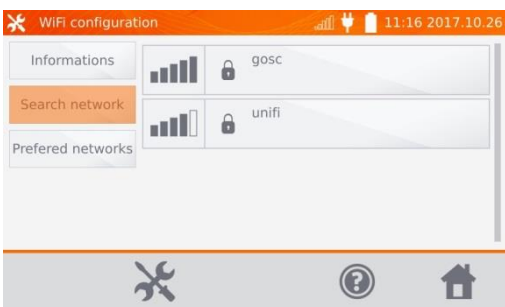 WiFi configuration
11:16 2017.10.26
Informations
Search network
Prefered networks
gosc
unifi
?